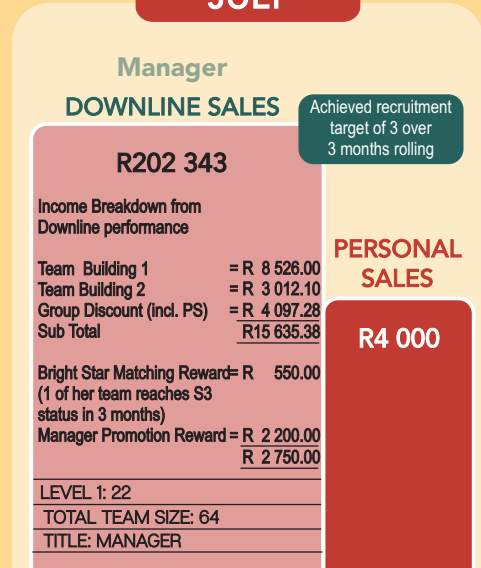 JULY
Manager
DOWNLINE SALES
Achieved recruitment
target of 3 over
3 months rolling
R202 343
Income Breakdown from
Downline performance
Team Building 1 = R 8 526.00
Team Building 2 = R 3 012.10
Group Discount (incl. PS) = R 4 097.28
Sub Total R15 635.38
Bright Star Matching Reward= R 550.00
(1 of her team reaches S3
status in 3 months)
Manager Promotion Reward = R 2 200.00
R 2 750.00
LEVEL 1: 22
TOTAL TEAM SIZE: 64
TITLE: MANAGER
PERSONAL
SALES
R4 000